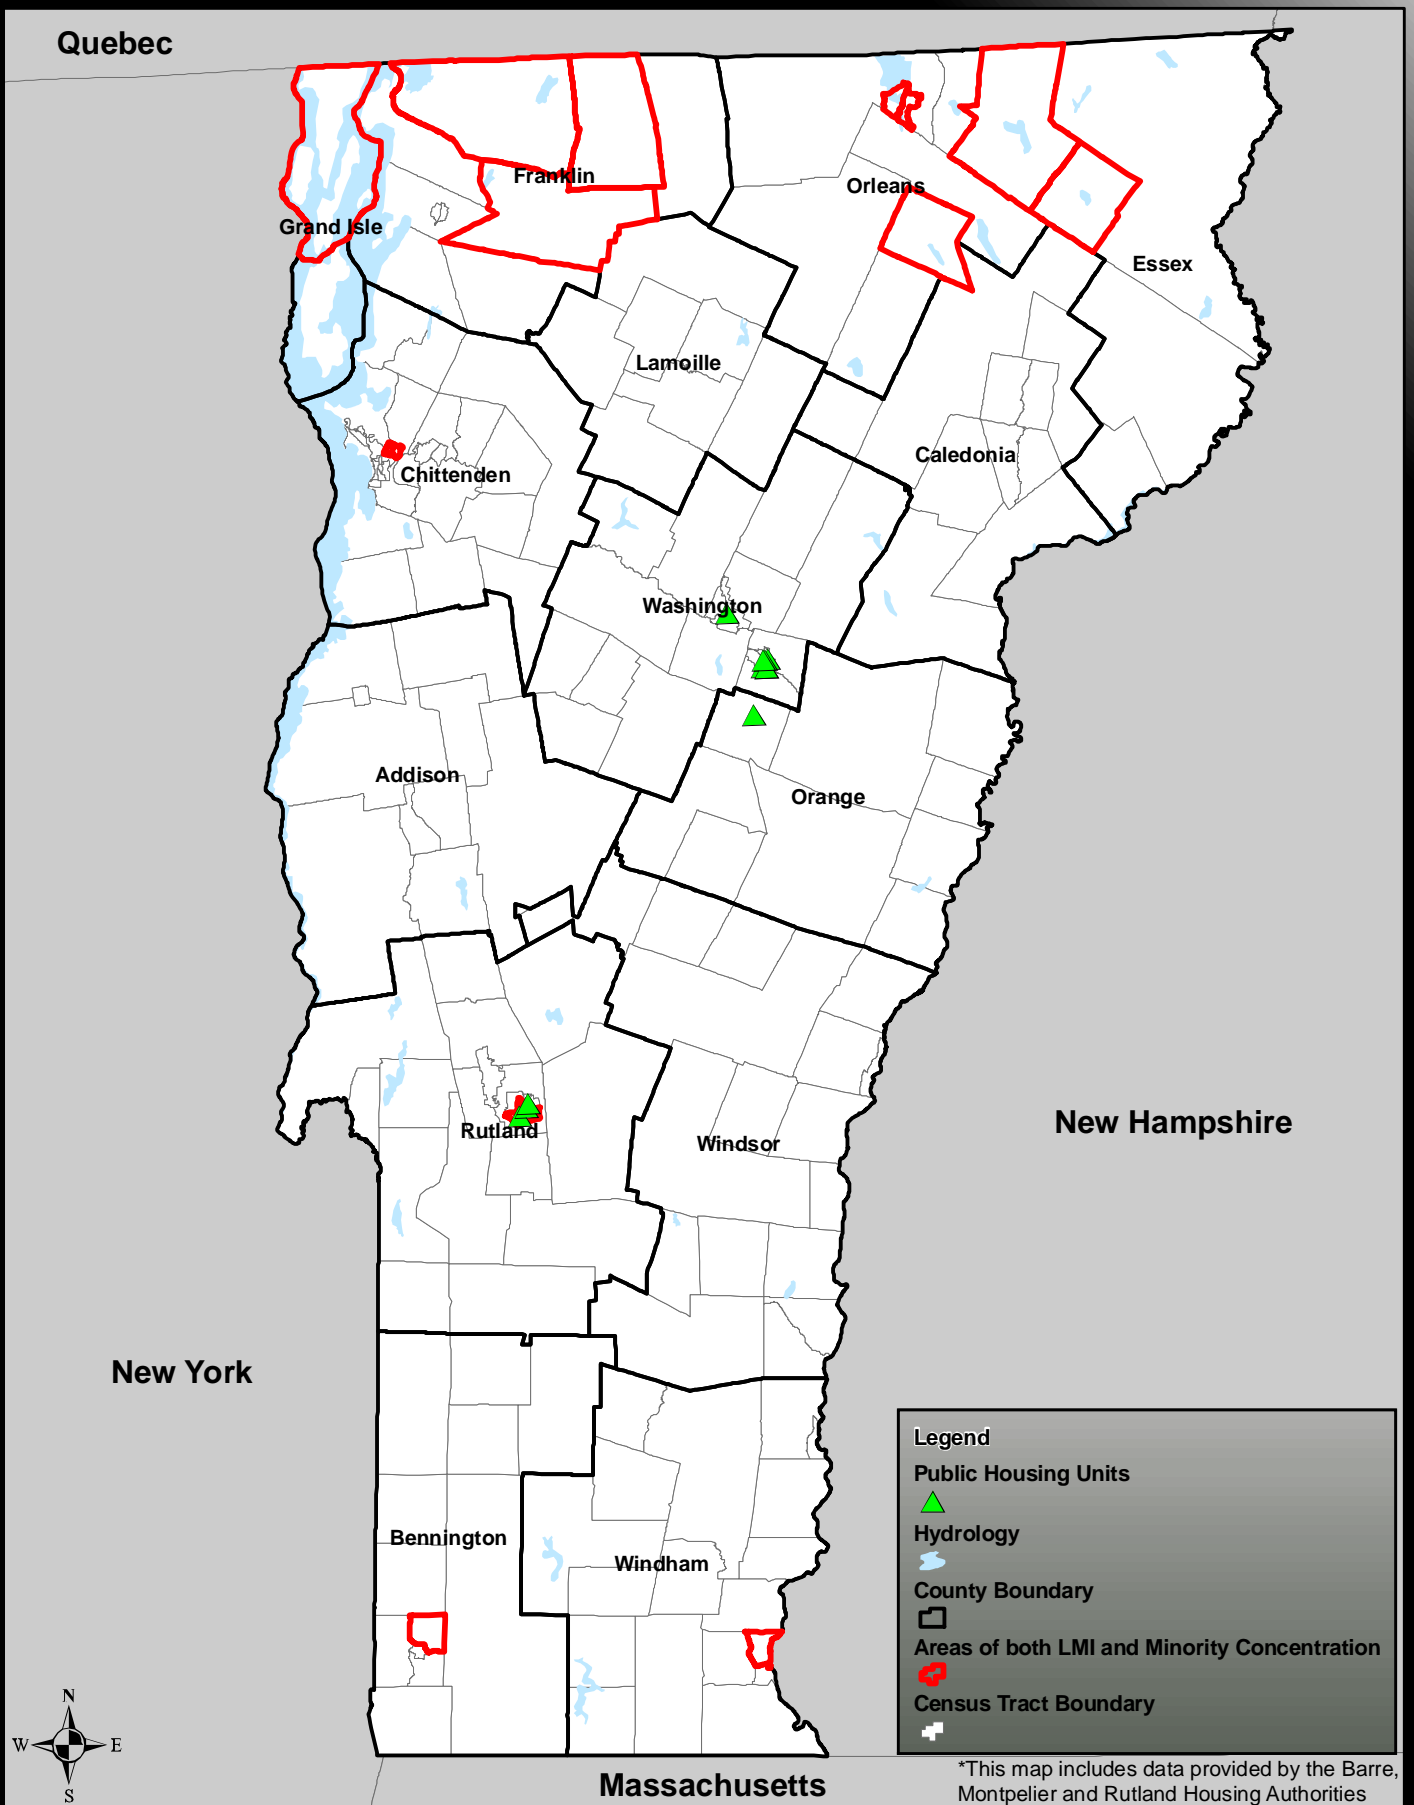 Quebec
Franklin
Orleans
Grand Isle
Essex
Lamoille
Caledonia
Chittenden
Washington
Addison
Orange
New Hampshire
Rutland
Windsor
New York
Legend
Public Housing Units
Hydrology
County Boundary
Areas of both LMI and Minority Concentration
Census Tract Boundary
Bennington
Windham
N
W
E
S
Massachusetts
*This map includes data provided by the Barre,
Montpelier and Rutland Housing Authorities